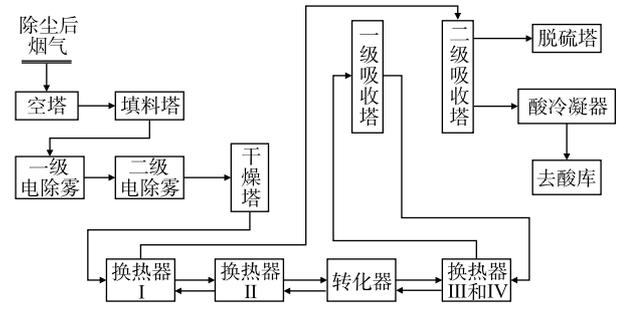 除尘后
烟气
空塔
填料塔
一级
电除雾
二级
电除雾
干
燥
塔
换热器
I
换热器
II
转化器
换热器
III和IV
一
级
吸
收
塔
二
级
吸
收
塔
脱硫塔
酸冷凝器
去酸库